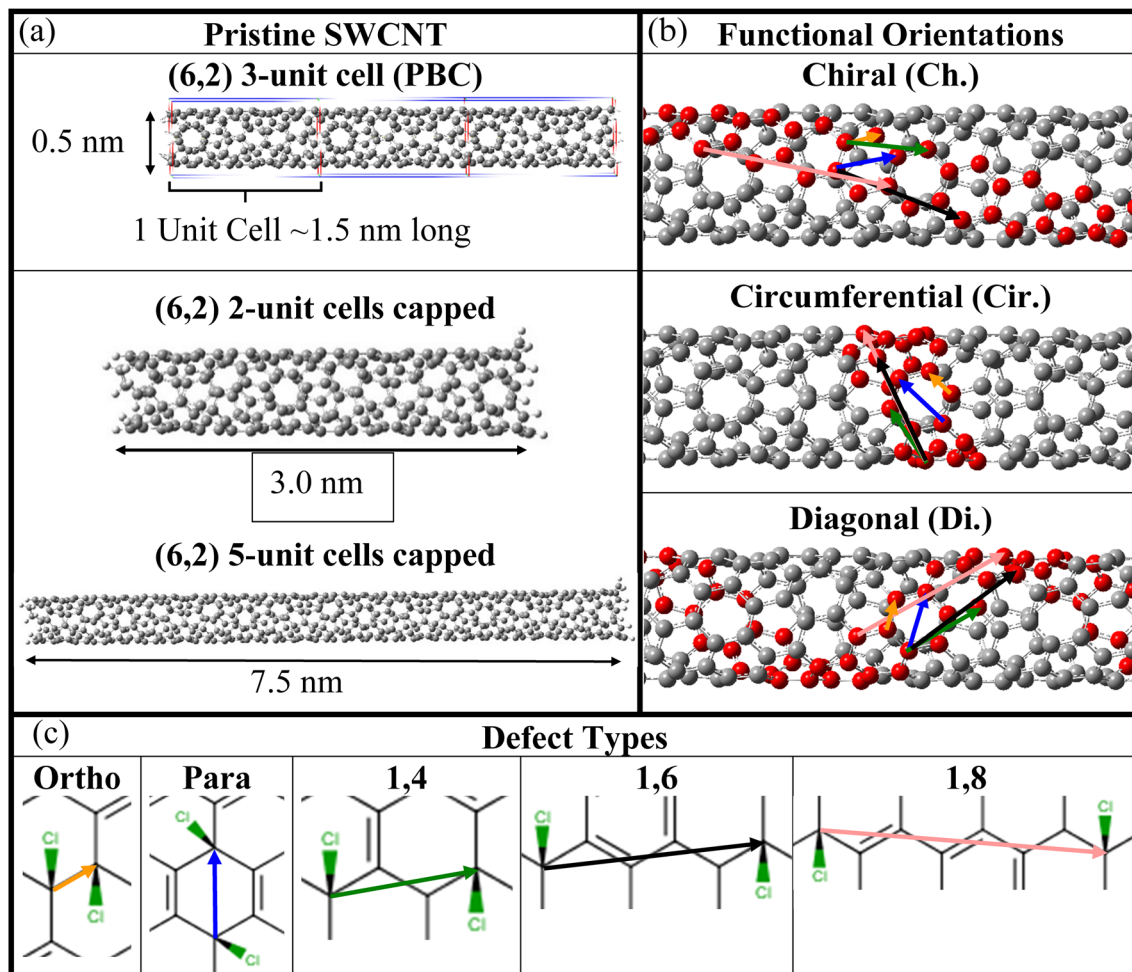 (a)
Pristine SWCNT
(6,2) 3-unit cell (PBC)
0.5 nm
1 Unit Cell ~1.5 nm long
(6,2) 2-unit cells capped
3.0 nm
(6,2) 5-unit cells capped
7.5 nm
(b)
Functional Orientations
Chiral (Ch.)
Circumferential (Cir.)
Diagonal (Di.)
(c)
Defect Types
Ortho
Cl
Cl
Para
Cl
Cl
1,4
Cl
Cl
1,6
Cl
Cl
1,8
Cl
Cl